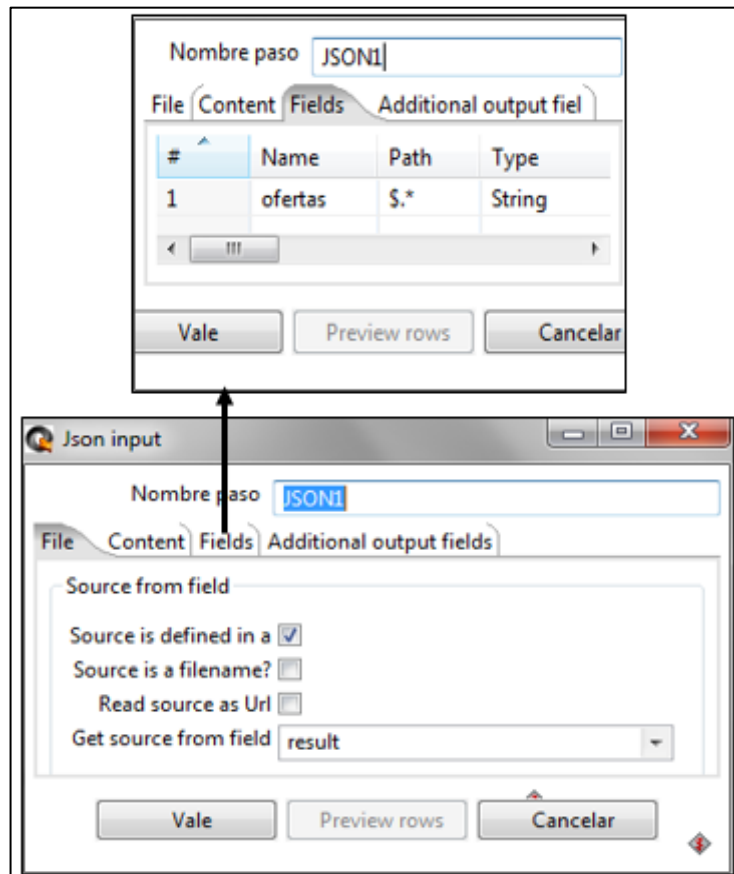 Nombre paso JSON1
File Content Fields Additional output fiel
# Name Path Type
1 ofertas $.* String
Vale Preview rows Cancelar
Json input
Nombre paso JSON1
File Content Fields Additional output fields
Source from field
Source is defined in a
Source is a filename?
Read source as Url
Get source from field result
Vale Preview rows Cancelar